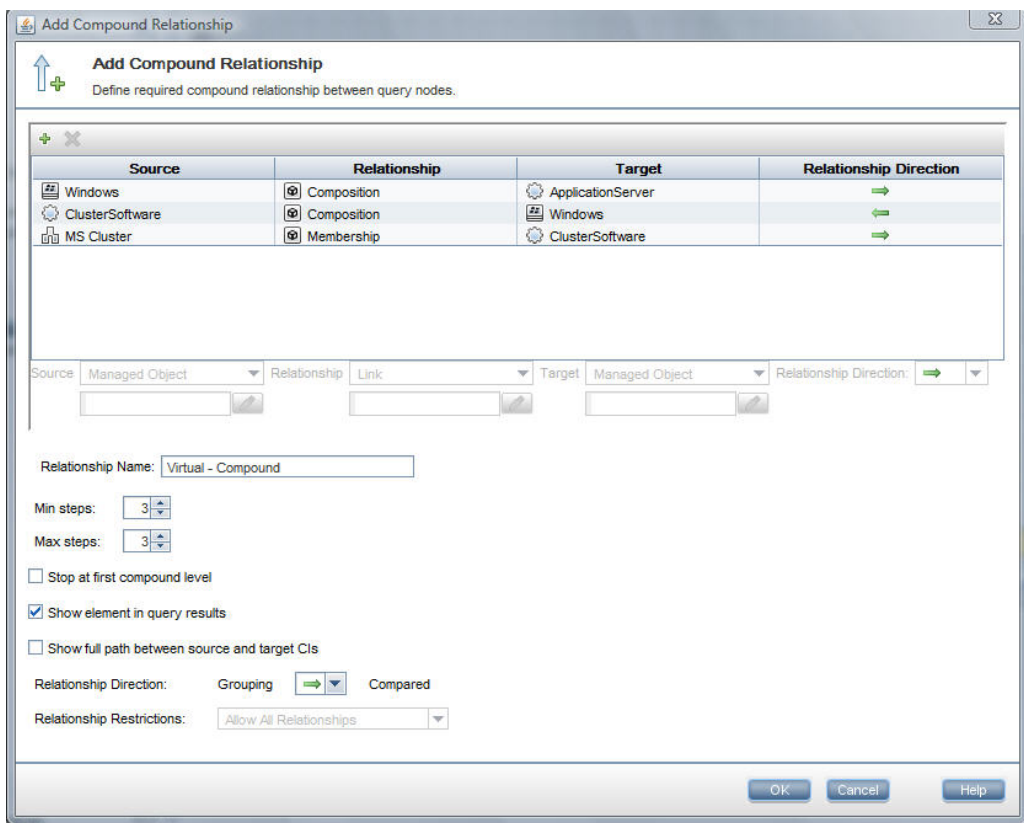 Add Compound Relationship
Add Compound Relationship
Define required compound relationship between query nodes.
Source Relationship Target Relationship Direction
Windows Composition ApplicationServer
ClusterSoftware Composition Windows
MS Cluster Membership ClusterSoftware
Source Managed Object Relationship Link Target Managed Object Relationship Direction:
Relationship Name: Virtual - Compound
Min steps: 3
Max steps: 3
Stop at first compound level
Show element in query results
Show full path between source and target CIs
Relationship Direction: Grouping Compared
Relationship Restrictions: Allow All Relationships
OK Cancel Help